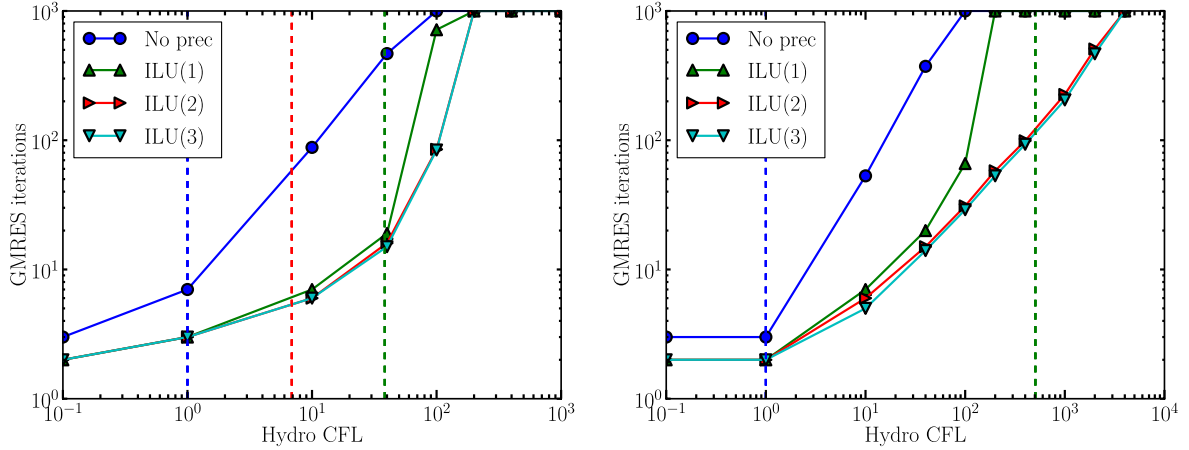 10³
10²
10¹
10⁰
GMRES iterations
No prec
ILU(1)
ILU(2)
ILU(3)
10⁻¹ 10⁰ 10¹ 10² 10³
Hydro CFL
10³
10²
10¹
10⁰
GMRES iterations
No prec
ILU(1)
ILU(2)
ILU(3)
10⁻¹ 10⁰ 10¹ 10² 10³ 10⁴
Hydro CFL